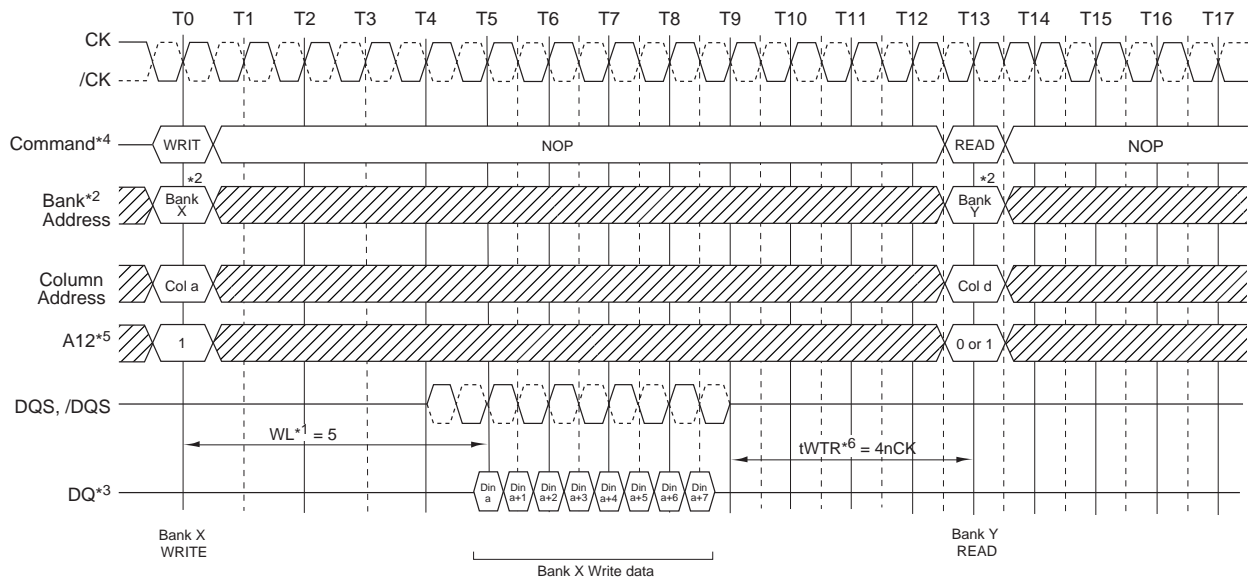 T0 T1 T2 T3 T4 T5 T6 T7 T8 T9 T10 T11 T12 T13 T14 T15 T16 T17
CK
/CK
Command*4 WRIT NOP READ NOP
*2 *2
Bank*2 Address Bank X Bank Y
Column Address Col a Col d
A12*5 1 0 or 1
DQS, /DQS
WL*1 = 5 tWTR*6 = 4nCK
DQ*3 Din a Din a+1 Din a+2 Din a+3 Din a+4 Din a+5 Din a+6 Din a+7
Bank X WRITE Bank Y READ
Bank X Write data